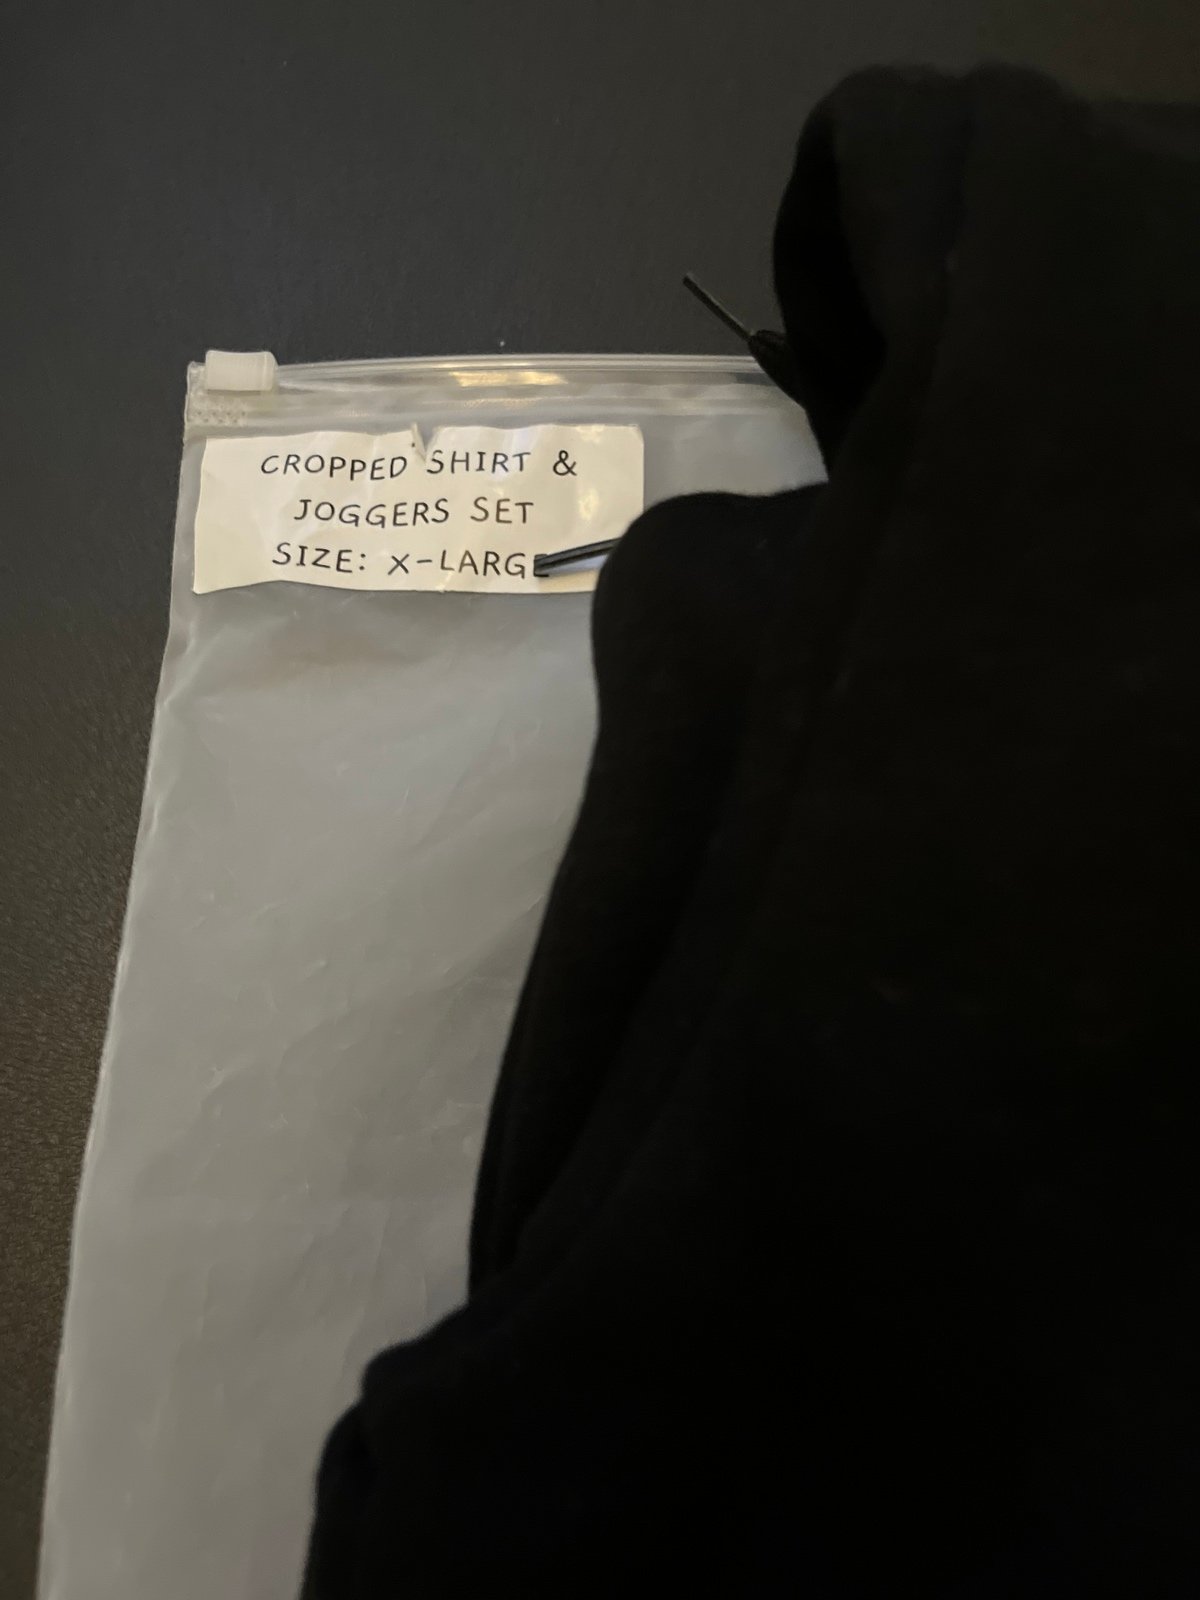 CROPPED SHIRT &
JOGGERS SET
SIZE: X-LARGE